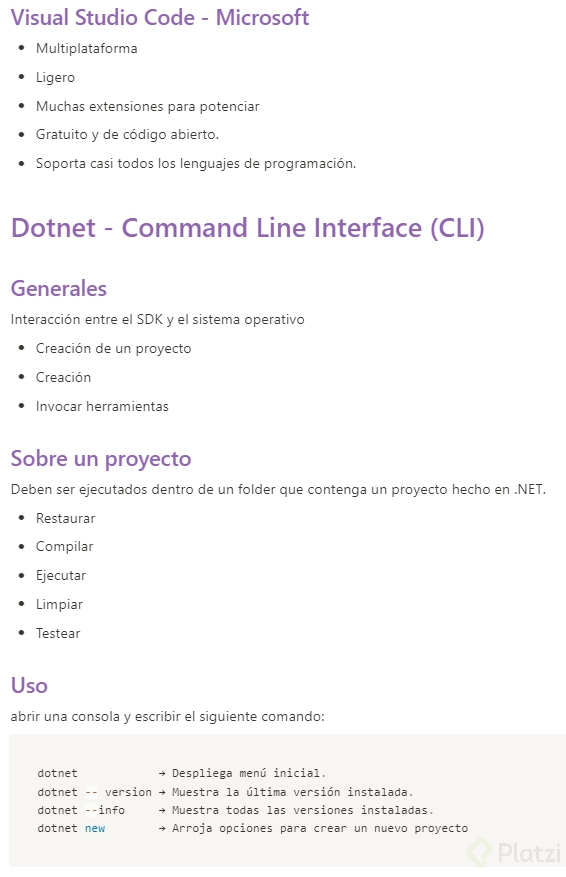 Visual Studio Code - Microsoft
• Multiplataforma
• Ligero
• Muchas extensiones para potenciar
• Gratuito y de código abierto.
• Soporta casi todos los lenguajes de programación.
Dotnet - Command Line Interface (CLI)
Generales
Interacción entre el SDK y el sistema operativo
• Creación de un proyecto
• Creación
• Invocar herramientas
Sobre un proyecto
Deben ser ejecutados dentro de un folder que contenga un proyecto hecho en .NET.
• Restaurar
• Compilar
• Ejecutar
• Limpiar
• Testear
Uso
abrir una consola y escribir el siguiente comando:
dotnet → Despliega menú inicial.
dotnet -- version → Muestra la última versión instalada.
dotnet --info → Muestra todas las versiones instaladas.
dotnet new → Arroja opciones para crear un nuevo proyecto
Platzi